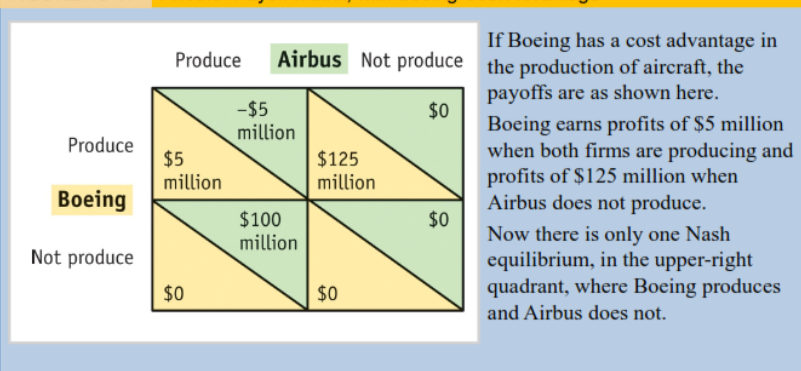 Produce Airbus Not produce
Produce
Boeing
Not produce
–$5
million
$5
million
$0
$125
million
$100
million
$0
$0
$0
If Boeing has a cost advantage in
the production of aircraft, the
payoffs are as shown here.
Boeing earns profits of $5 million
when both firms are producing and
profits of $125 million when
Airbus does not produce.
Now there is only one Nash
equilibrium, in the upper-right
quadrant, where Boeing produces
and Airbus does not.